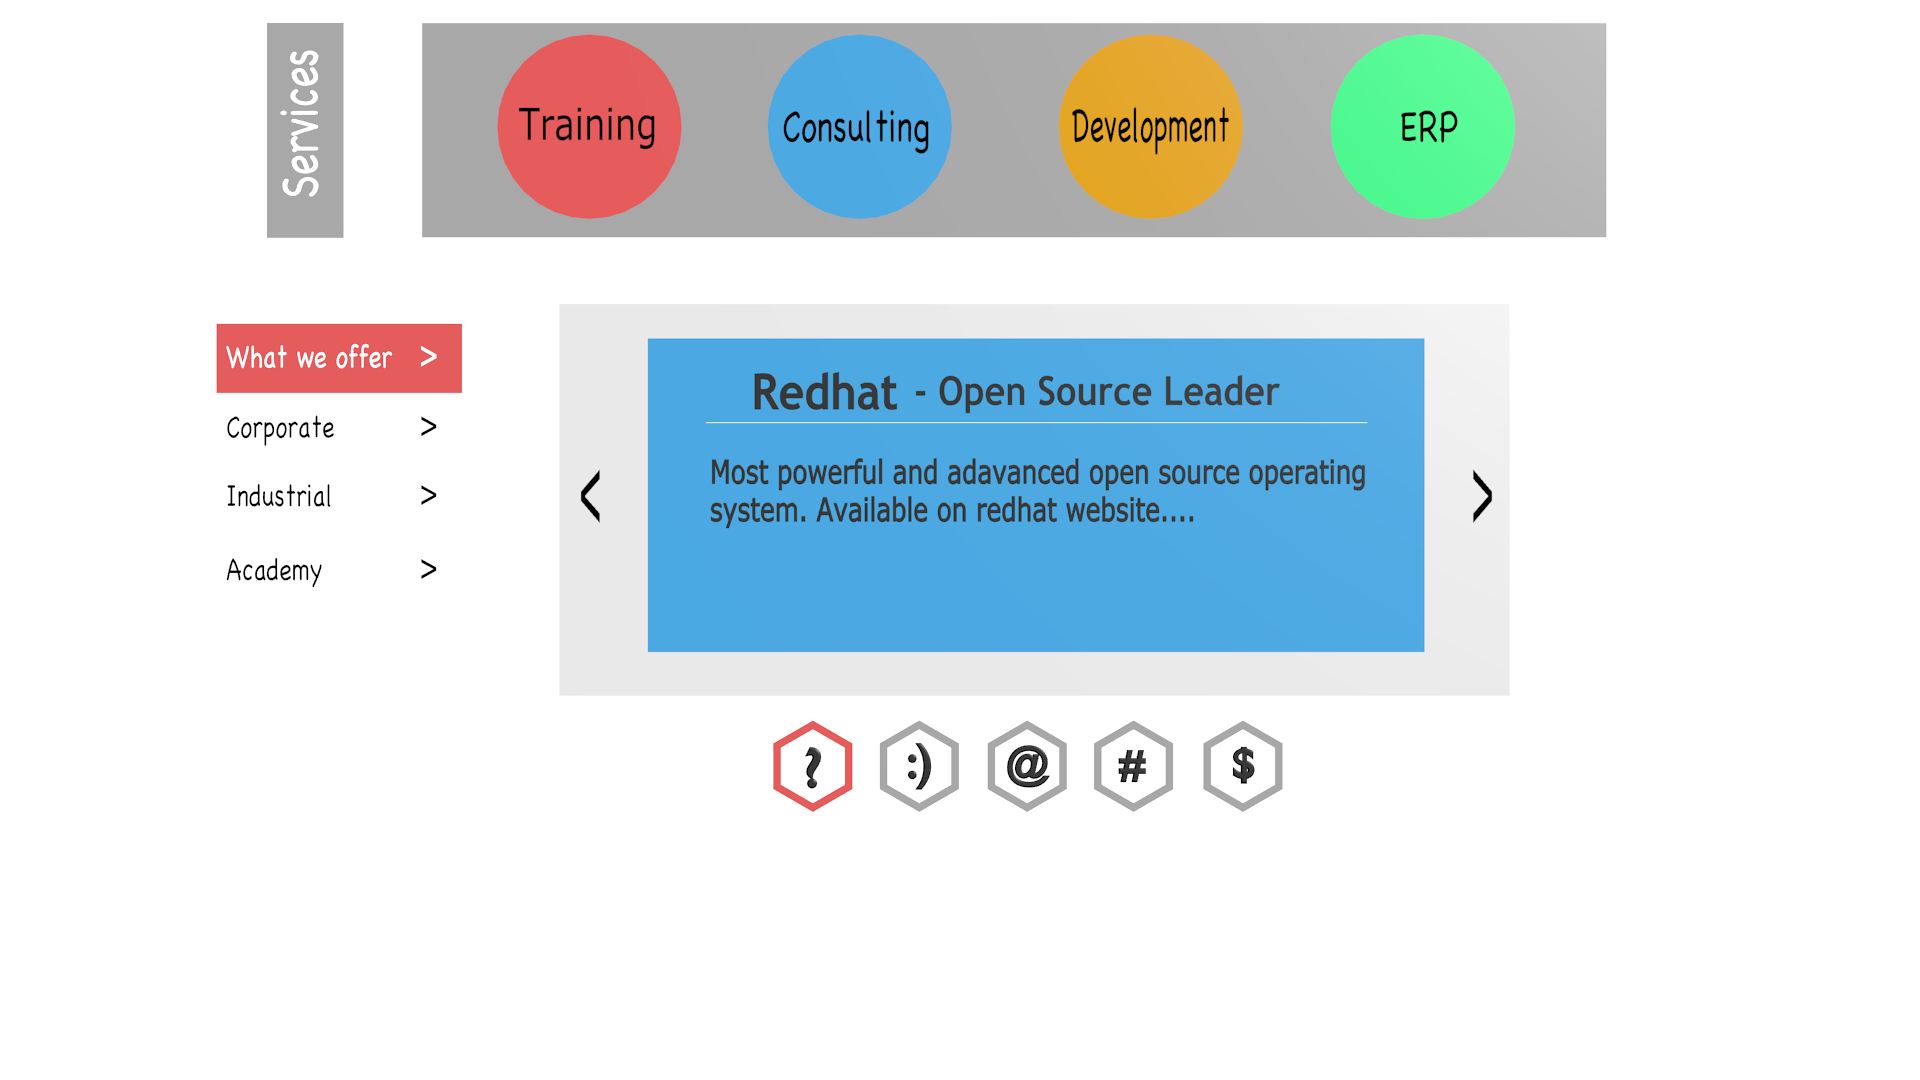 Services
Training
Consulting
Development
ERP
What we offer >
Corporate >
Industrial >
Academy >
Redhat - Open Source Leader
Most powerful and adavanced open source operating
system. Available on redhat website....
< >
? :) @ # $